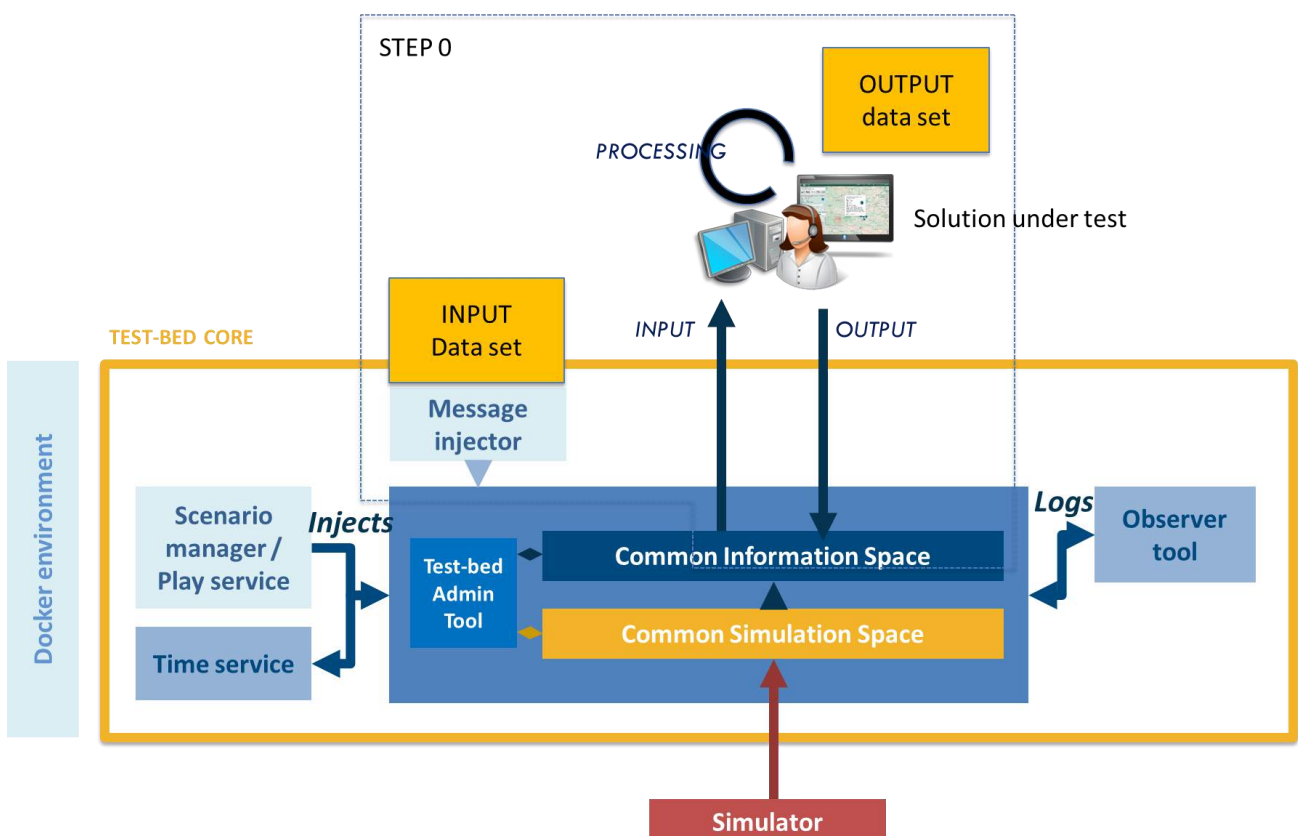 STEP 0
OUTPUT
data set
PROCESSING
Solution under test
INPUT
Data set
INPUT
OUTPUT
TEST-BED CORE
Message
injector
Docker environment
Scenario
manager /
Play service
Injects
Logs
Observer
tool
Common Information Space
Test-bed
Admin
Tool
Common Simulation Space
Time service
Simulator